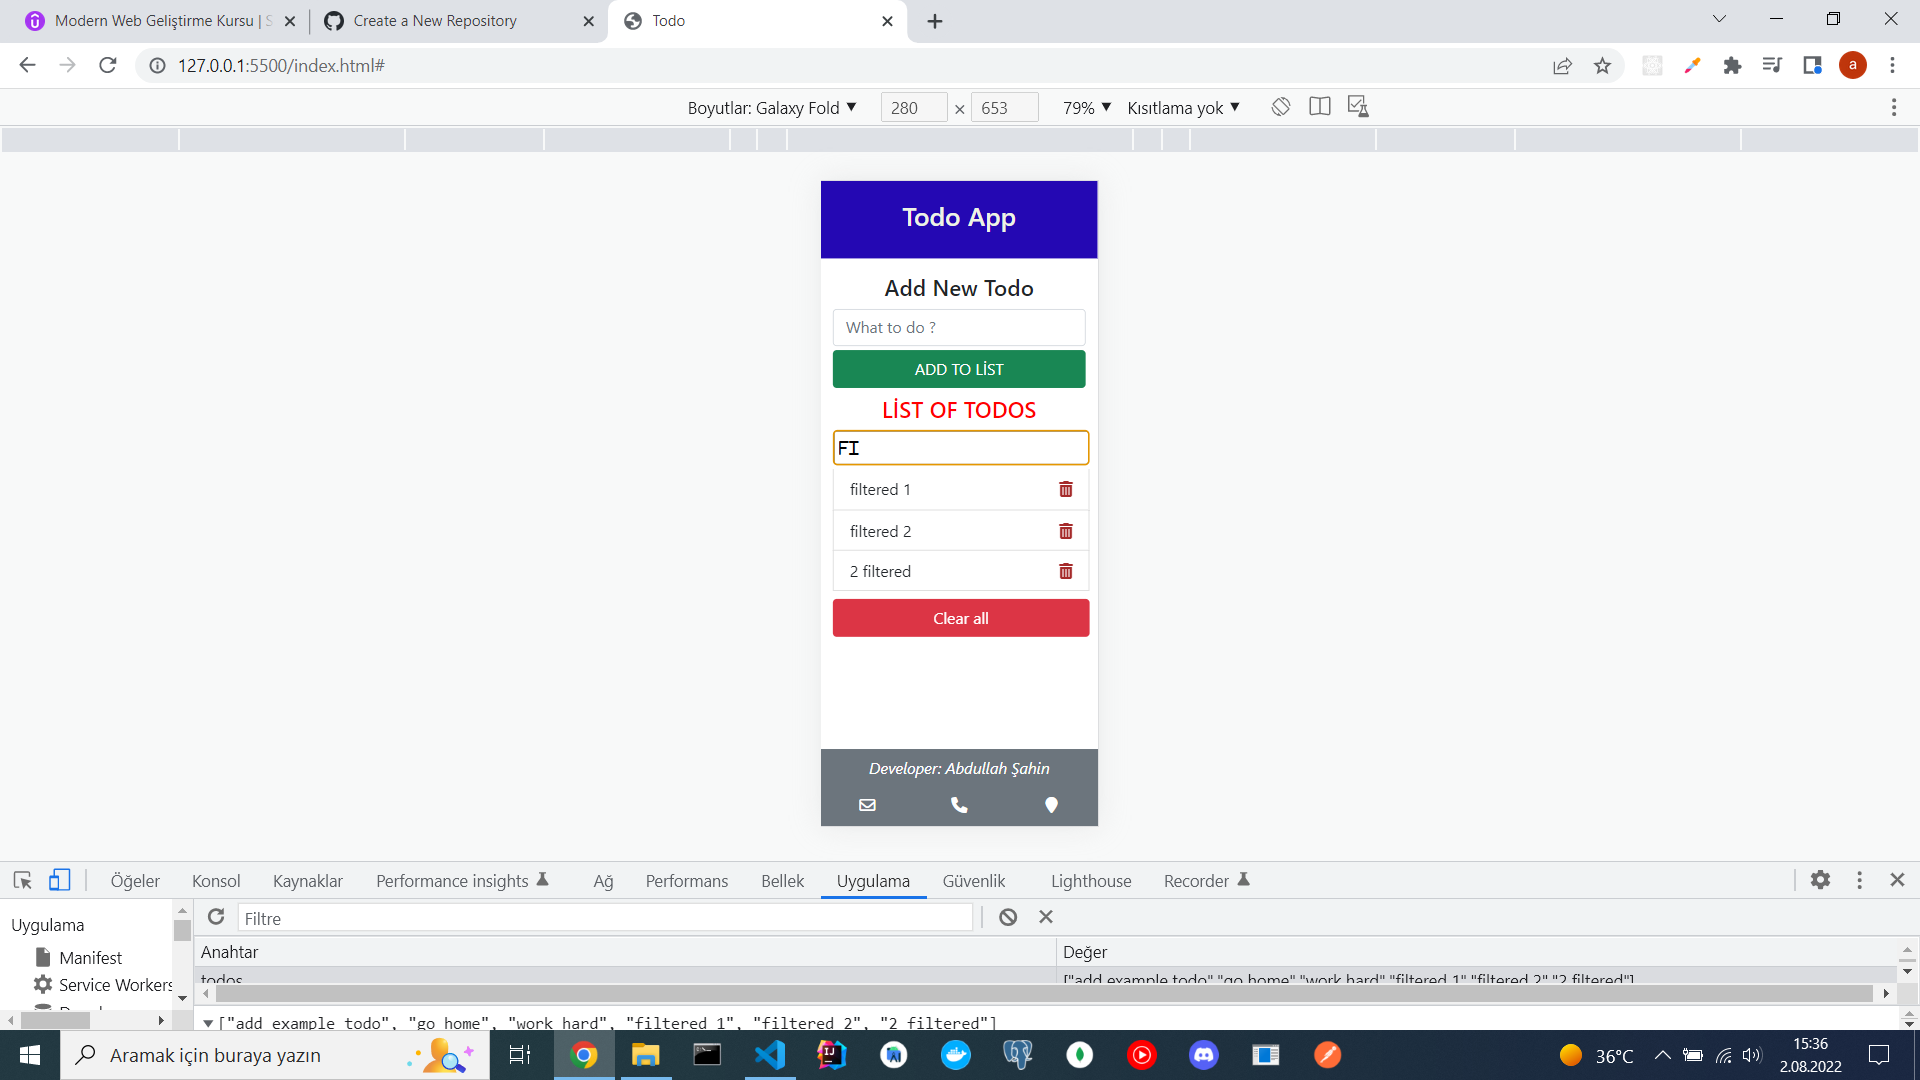 Modern Web Geliştirme Kursu | S
Create a New Repository
Todo
127.0.0.1:5500/index.html#
a
Boyutlar: Galaxy Fold ▼ 280 × 653 79% ▼ Kısıtlama yok ▼
Todo App
Add New Todo
What to do ?
ADD TO LİST
LİST OF TODOS
FI
filtered 1
filtered 2
2 filtered
Clear all
Developer: Abdullah Şahin
Öğeler Konsol Kaynaklar Performance insights Ağ Performans Bellek Uygulama Güvenlik Lighthouse Recorder
Uygulama
Manifest
Service Workers
Filtre
Anahtar Değer
todos ["add example todo","go home","work hard","filtered 1","filtered 2","2 filtered"]
▼["add example todo", "go home", "work hard", "filtered 1", "filtered 2", "2 filtered"]
Aramak için buraya yazın
36°C
15:36
2.08.2022